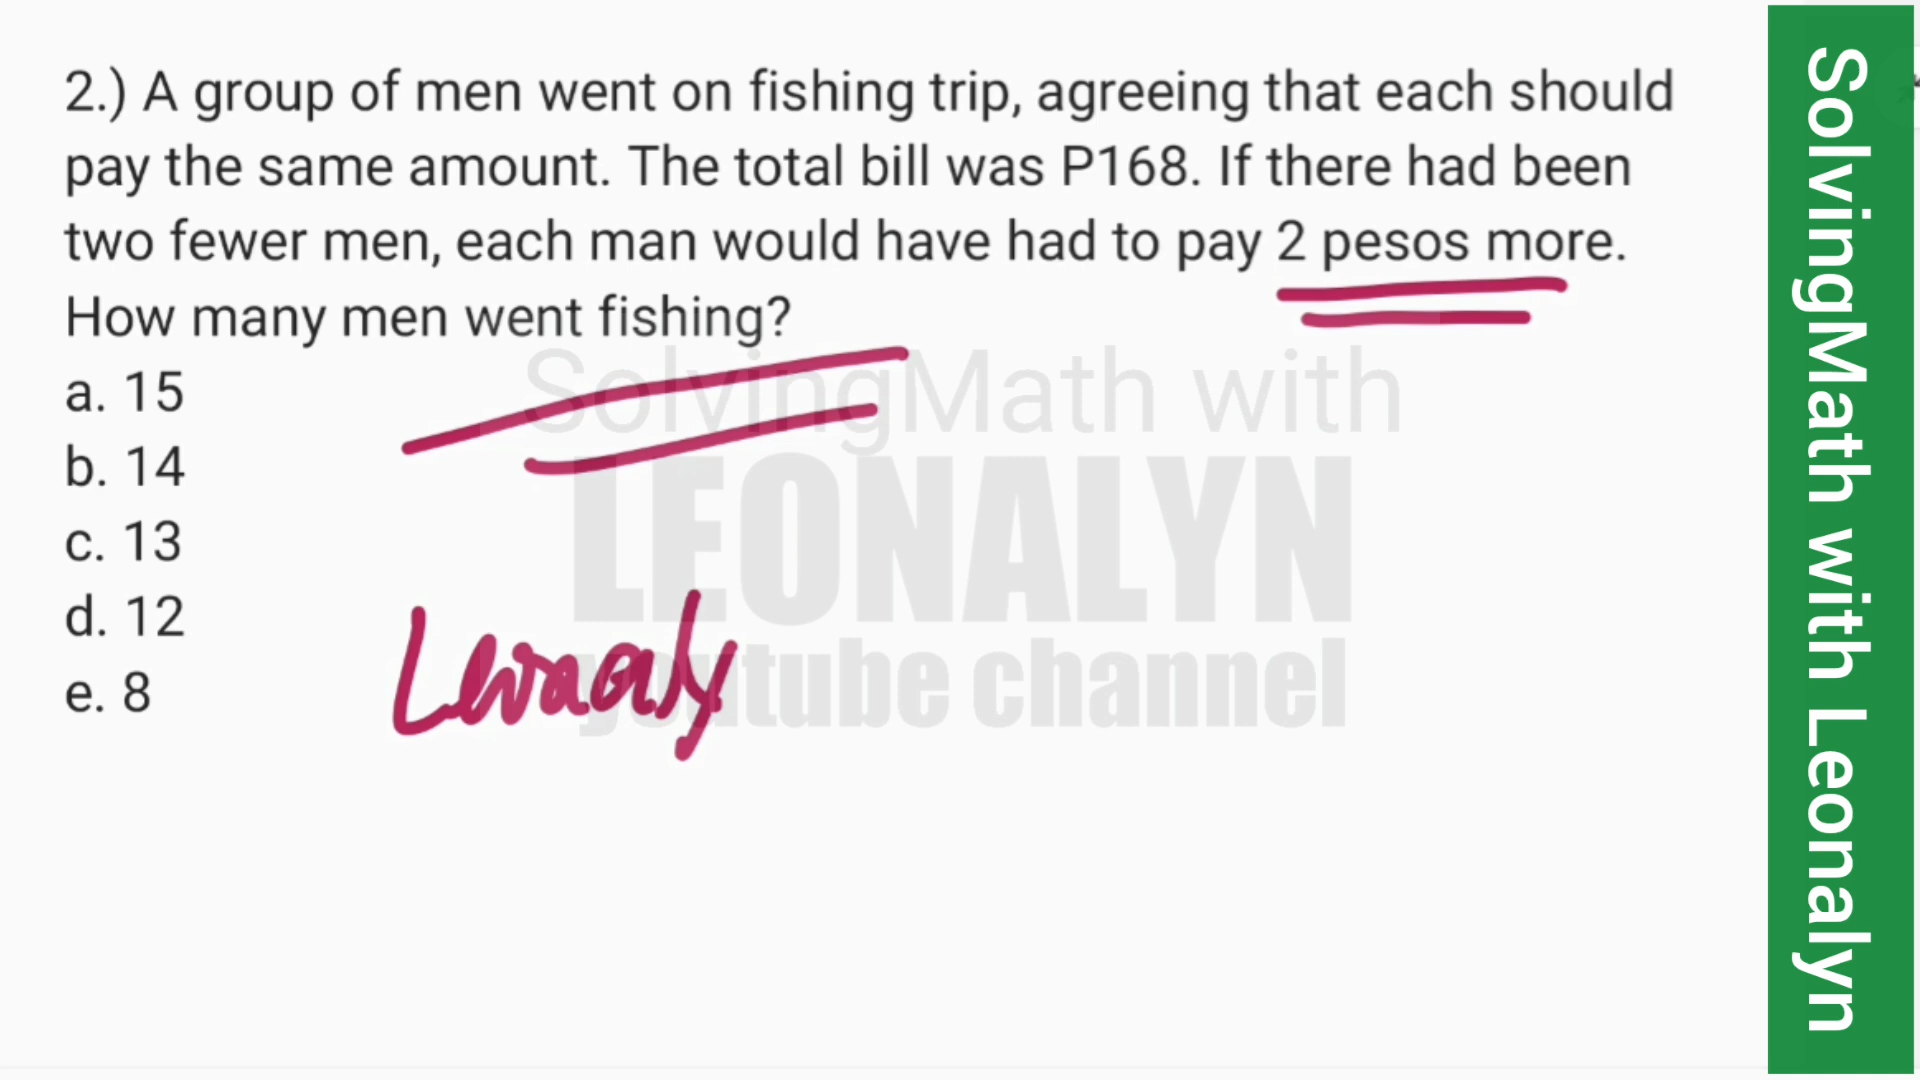 2.) A group of men went on fishing trip, agreeing that each should
pay the same amount. The total bill was P168. If there had been
two fewer men, each man would have had to pay 2 pesos more.
How many men went fishing?
a. 15
b. 14
c. 13
d. 12
e. 8
SolvingMath with
LEONALYN
youtube channel
SolvingMath with Leonalyn